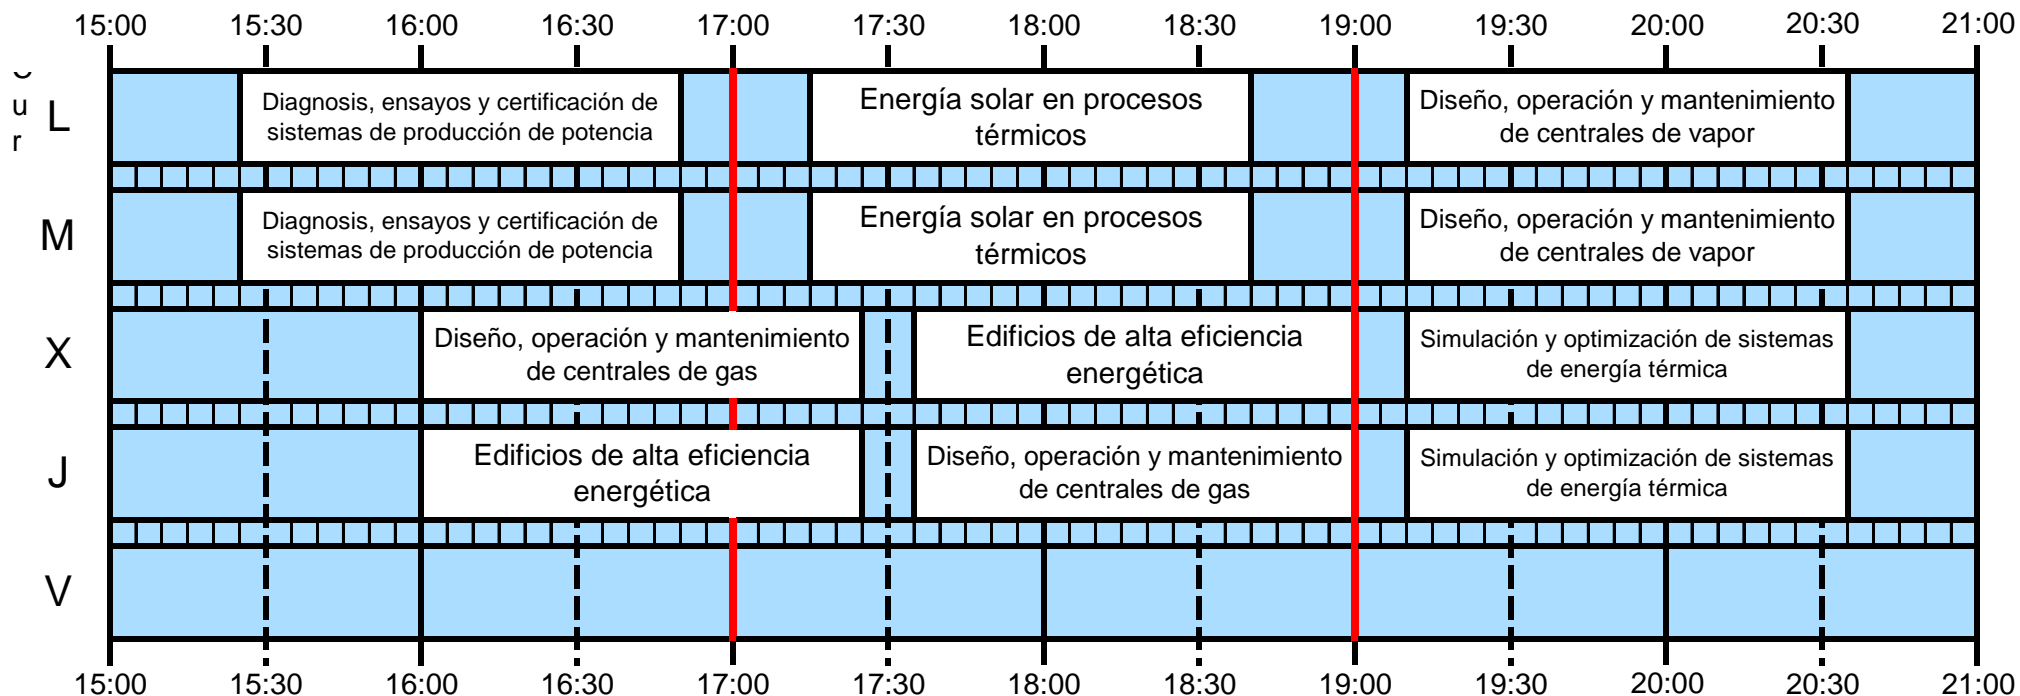 15:00 15:30 16:00 16:30 17:00 17:30 18:00 18:30 19:00 19:30 20:00 20:30 21:00
u
r
L
Diagnosis, ensayos y certificación de
sistemas de producción de potencia
Energía solar en procesos
térmicos
Diseño, operación y mantenimiento
de centrales de vapor
M
Diagnosis, ensayos y certificación de
sistemas de producción de potencia
Energía solar en procesos
térmicos
Diseño, operación y mantenimiento
de centrales de vapor
X
Diseño, operación y mantenimiento
de centrales de gas
Edificios de alta eficiencia
energética
Simulación y optimización de sistemas
de energía térmica
J
Edificios de alta eficiencia
energética
Diseño, operación y mantenimiento
de centrales de gas
Simulación y optimización de sistemas
de energía térmica
V
15:00 15:30 16:00 16:30 17:00 17:30 18:00 18:30 19:00 19:30 20:00 20:30 21:00